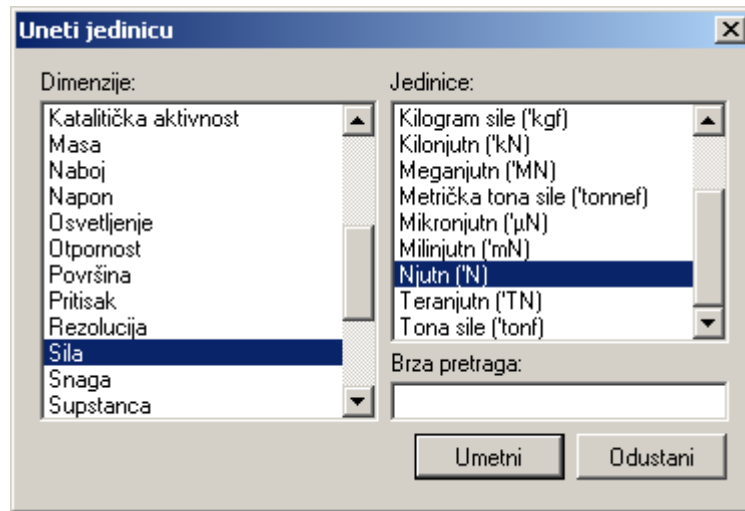 Uneti jedinicu
Dimenzije:
Katalitička aktivnost
Masa
Naboj
Napon
Osvetljenje
Otpornost
Površina
Pritisak
Rezolucija
Sila
Snaga
Supstanca
Jedinice:
Kilogram sile ('kgf)
Kilonjutn ('kN)
Meganjutn ('MN)
Metrička tona sile ('tonnef)
Mikronjutn ('µN)
Milinjutn ('mN)
Njutn ('N)
Teranjutn ('TN)
Tona sile ('tonf)
Brza pretraga:
Umetni
Odustani